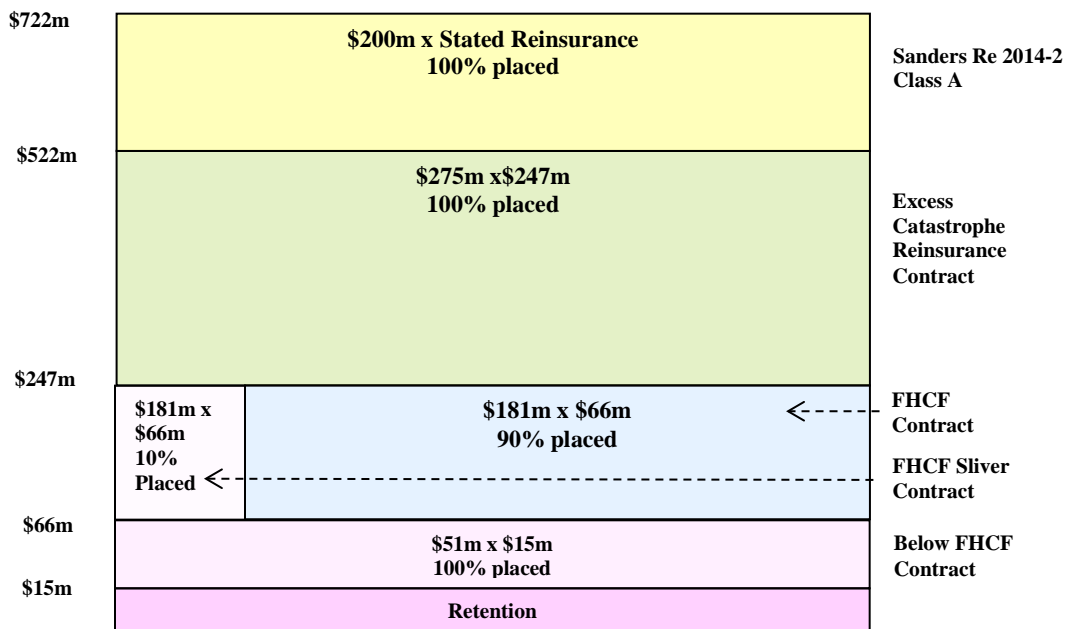 $722m
$200m x Stated Reinsurance
100% placed
Sanders Re 2014-2
Class A
$522m
$275m x$247m
100% placed
Excess
Catastrophe
Reinsurance
Contract
$247m
$181m x
$66m
10%
Placed
$181m x $66m
90% placed
FHCF
Contract
FHCF Sliver
Contract
$66m
$51m x $15m
100% placed
Below FHCF
Contract
$15m
Retention